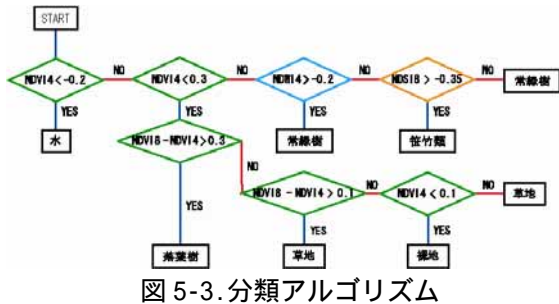 START
NDVI4<-0.2
NO
NDVI4<0.3
NO
NDWI4>-0.2
NO
NDSI8 > -0.35
NO
常緑樹
YES
YES
YES
YES
水
NDVI8-NDVI4>0.3
常緑樹
笹竹類
NO
YES
NDVI8 - NDVI4 > 0.1
NO
NDVI4 < 0.1
NO
草地
YES
YES
落葉樹
草地
裸地
図 5-3.分類アルゴリズム